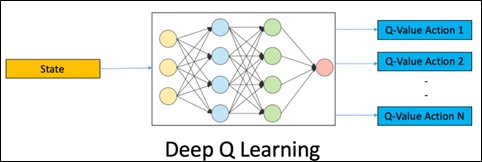 State
Q-Value Action 1
Q-Value Action 2
-
-
Q-Value Action N
Deep Q Learning